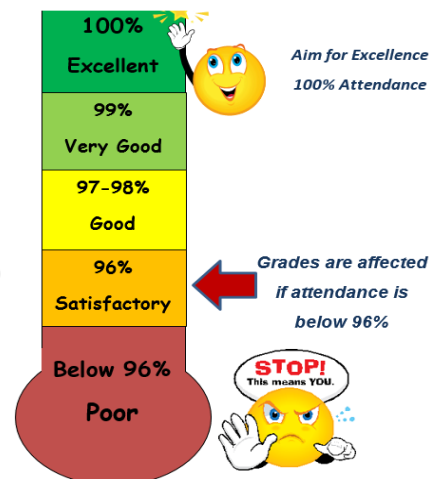 100%
Excellent
Aim for Excellence
100% Attendance
99%
Very Good
97-98%
Good
96%
Satisfactory
Grades are affected
if attendance is
below 96%
Below 96%
Poor
STOP!
This means YOU.